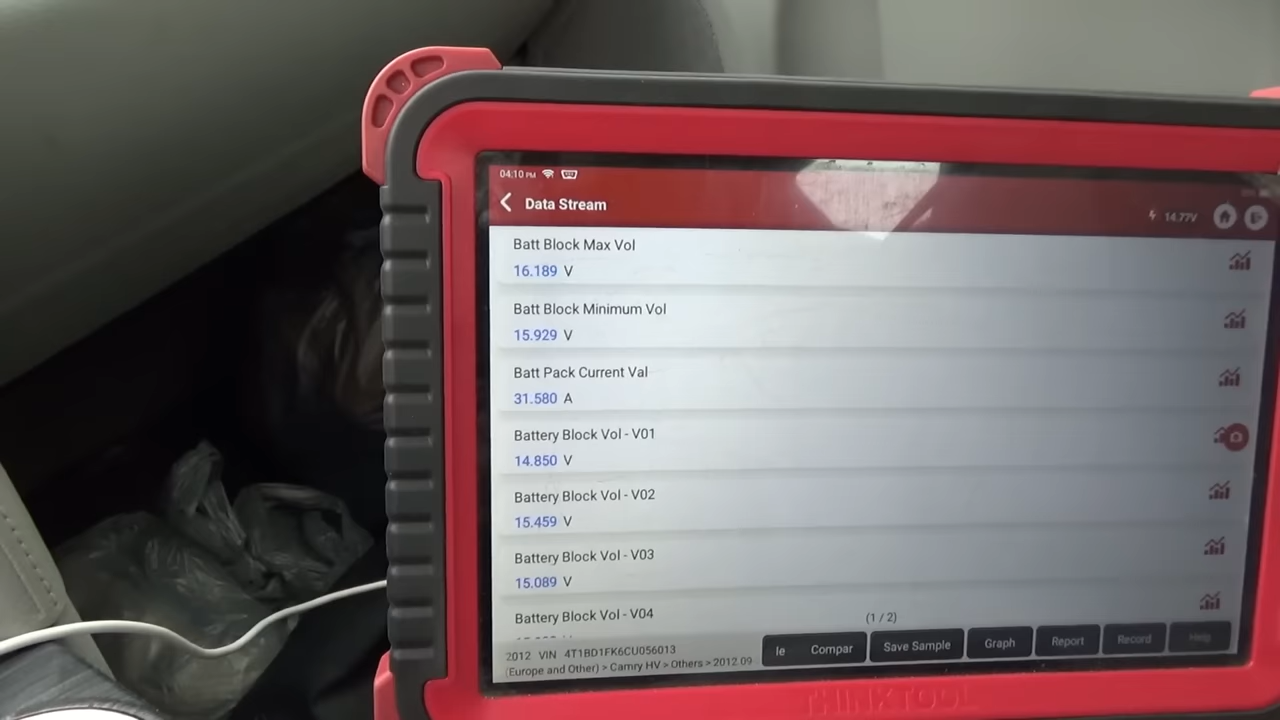 04:10 PM
Data Stream
14.77V
Batt Block Max Vol
16.189 V
Batt Block Minimum Vol
15.929 V
Batt Pack Current Val
31.580 A
Battery Block Vol - V01
14.850 V
Battery Block Vol - V02
15.459 V
Battery Block Vol - V03
15.089 V
Battery Block Vol - V04
(1 / 2)
2012 VIN 4T1BD1FK6CU056013
(Europe and Other) > Camry HV > Others > 2012.09
le Compar Save Sample Graph Report Record Help
THINKTOOL